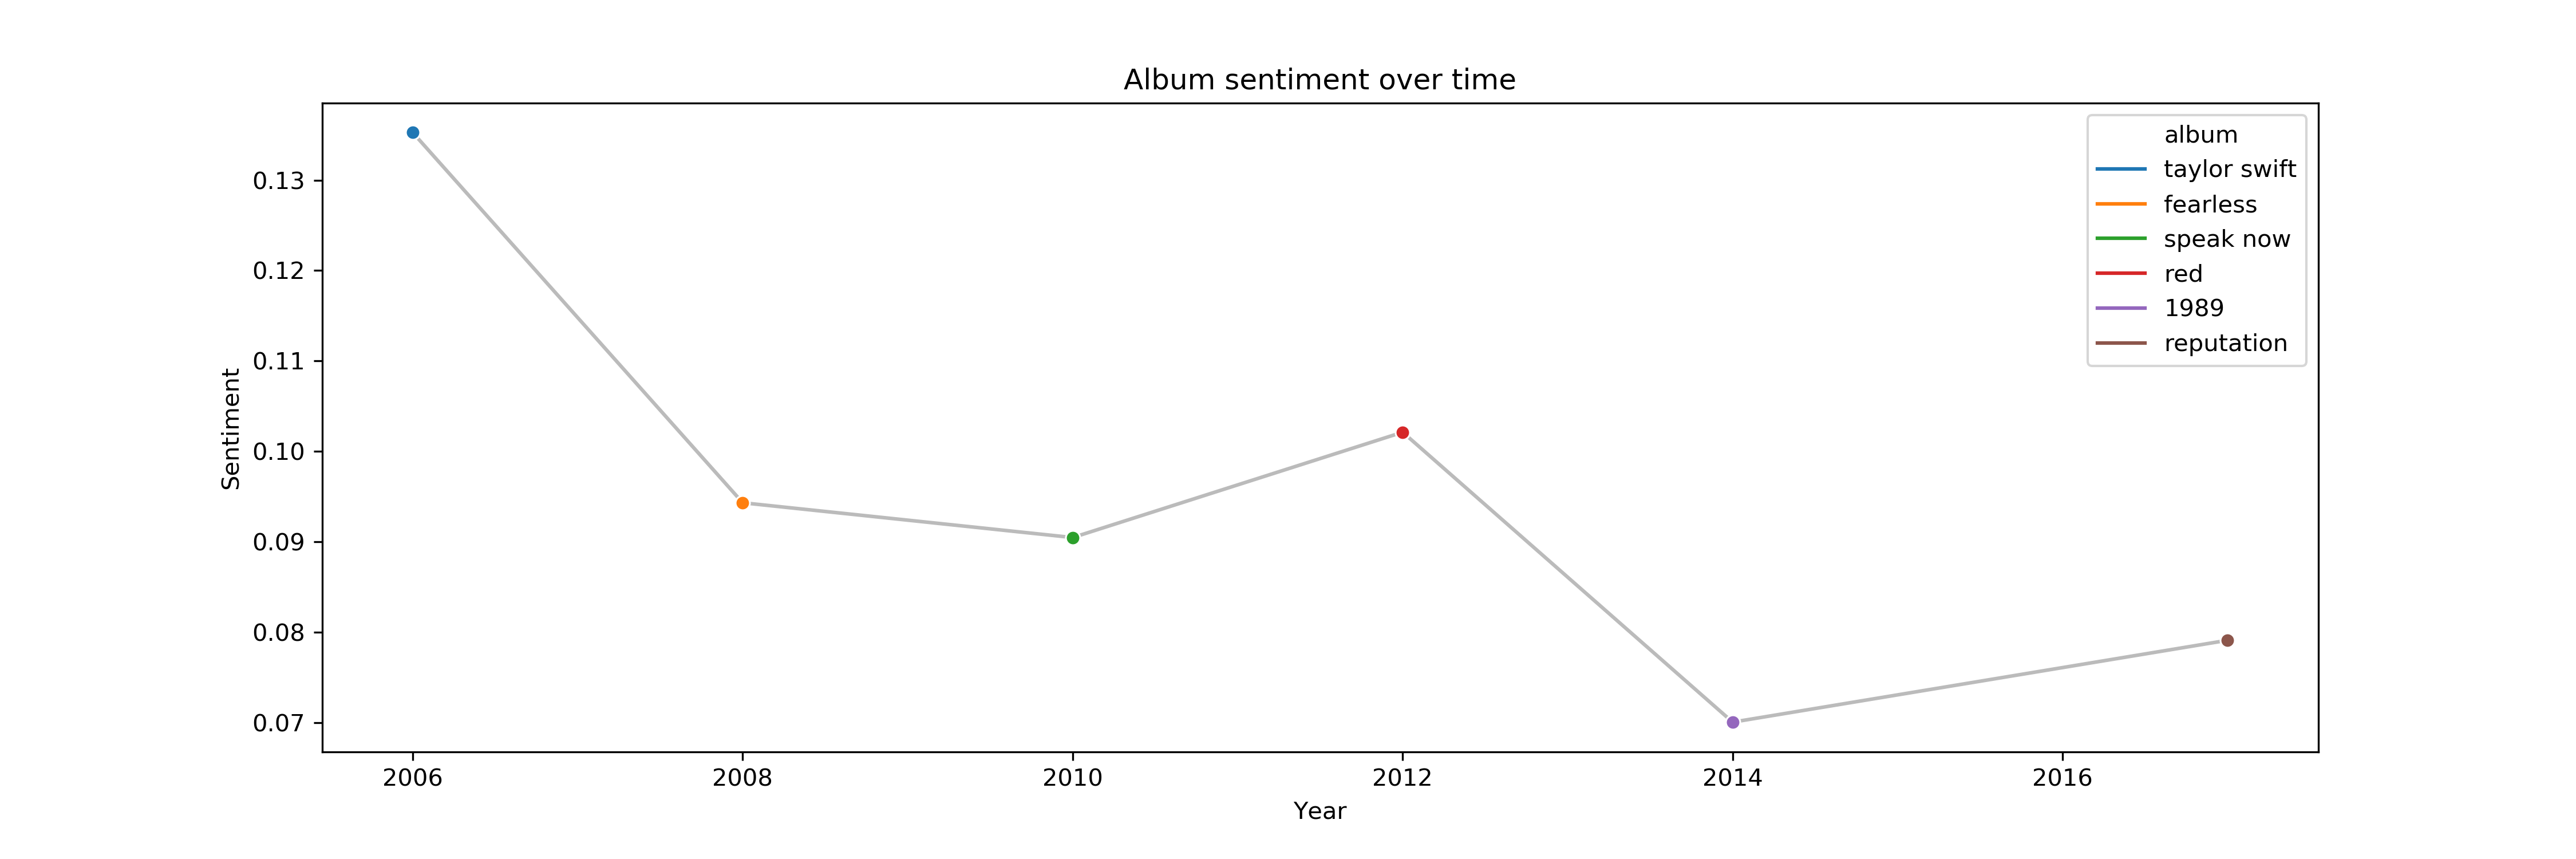 Album sentiment over time
album
taylor swift
fearless
speak now
red
1989
reputation
Sentiment
0.13
0.12
0.11
0.10
0.09
0.08
0.07
2006 2008 2010 2012 2014 2016
Year